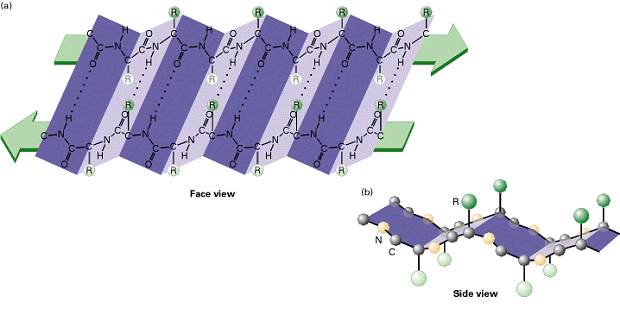 (a)
R R R R
C H O C H O C H O C H O C
C N C N C N C N C N C N C N C N
O C H O C H O C H O C H
R R R R
R R R R
H O H O H O O
C N C C N C C N C C N C C
C C N C C N C C N C C N
O H O H O H O H
R R R R
Face view
(b)
R
N
C
Side view